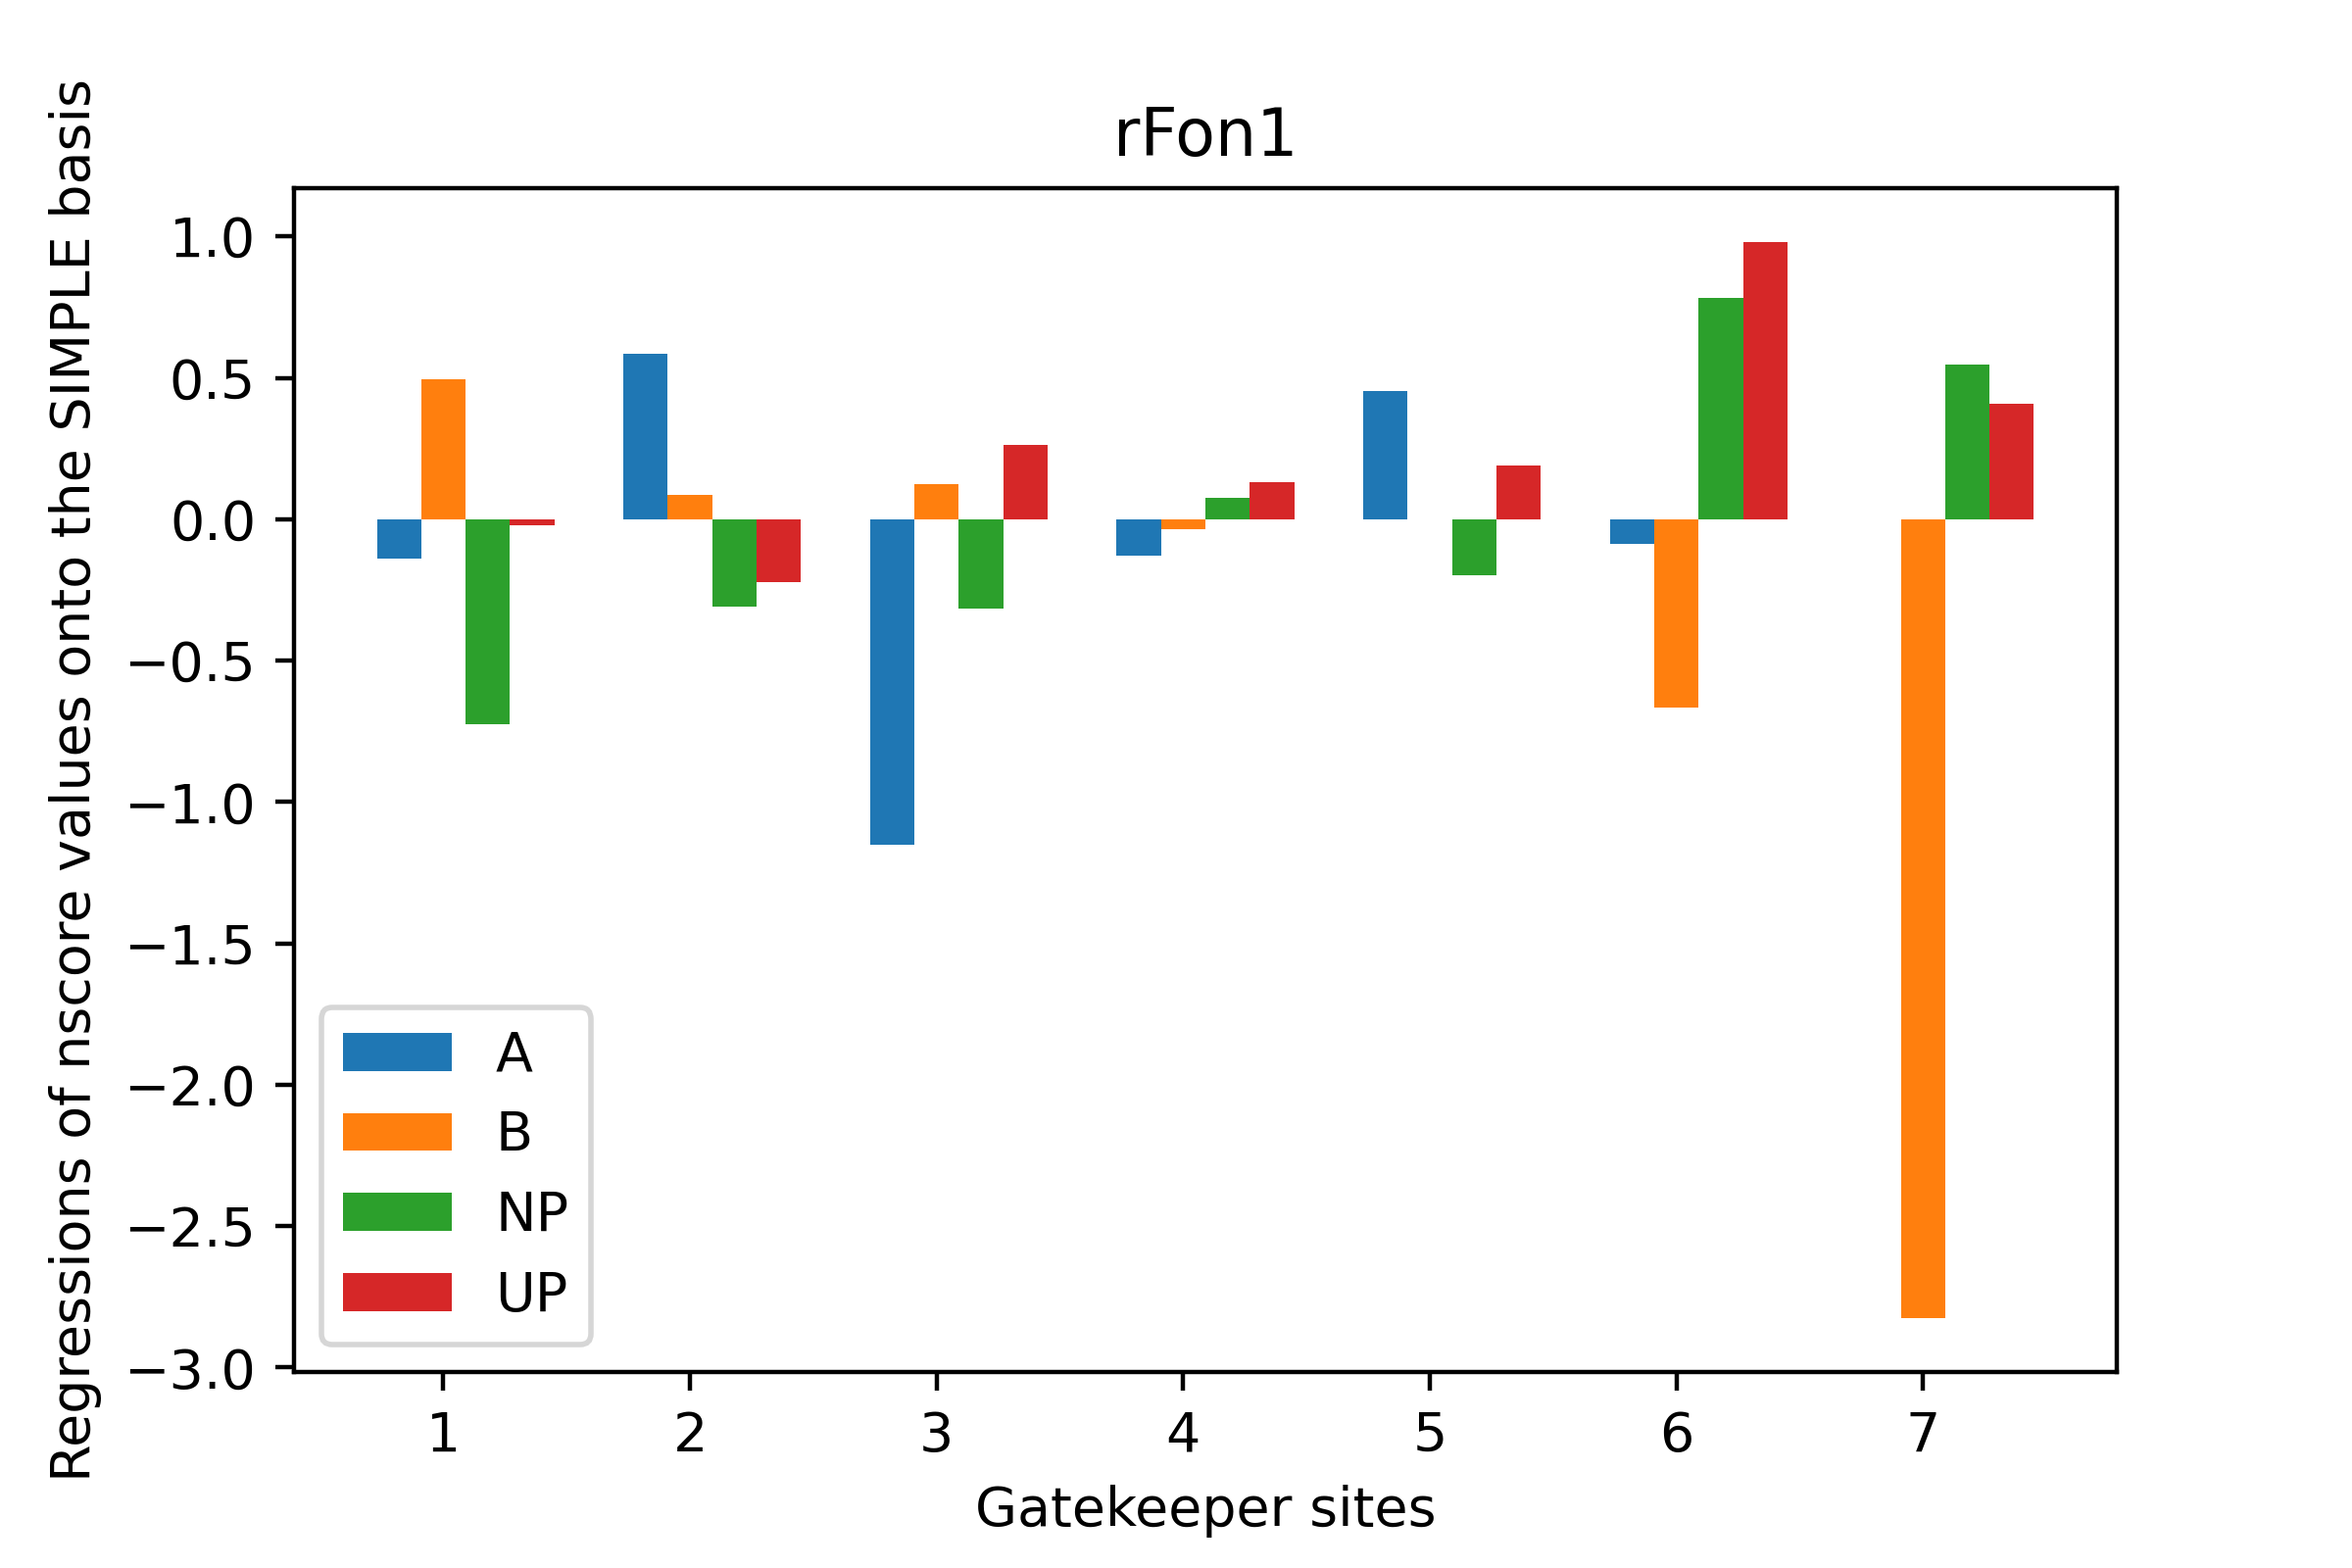 rFon1
Regressions of nscore values onto the SIMPLE basis
1.0
0.5
0.0
−0.5
−1.0
−1.5
−2.0
−2.5
−3.0
A
B
NP
UP
1 2 3 4 5 6 7
Gatekeeper sites